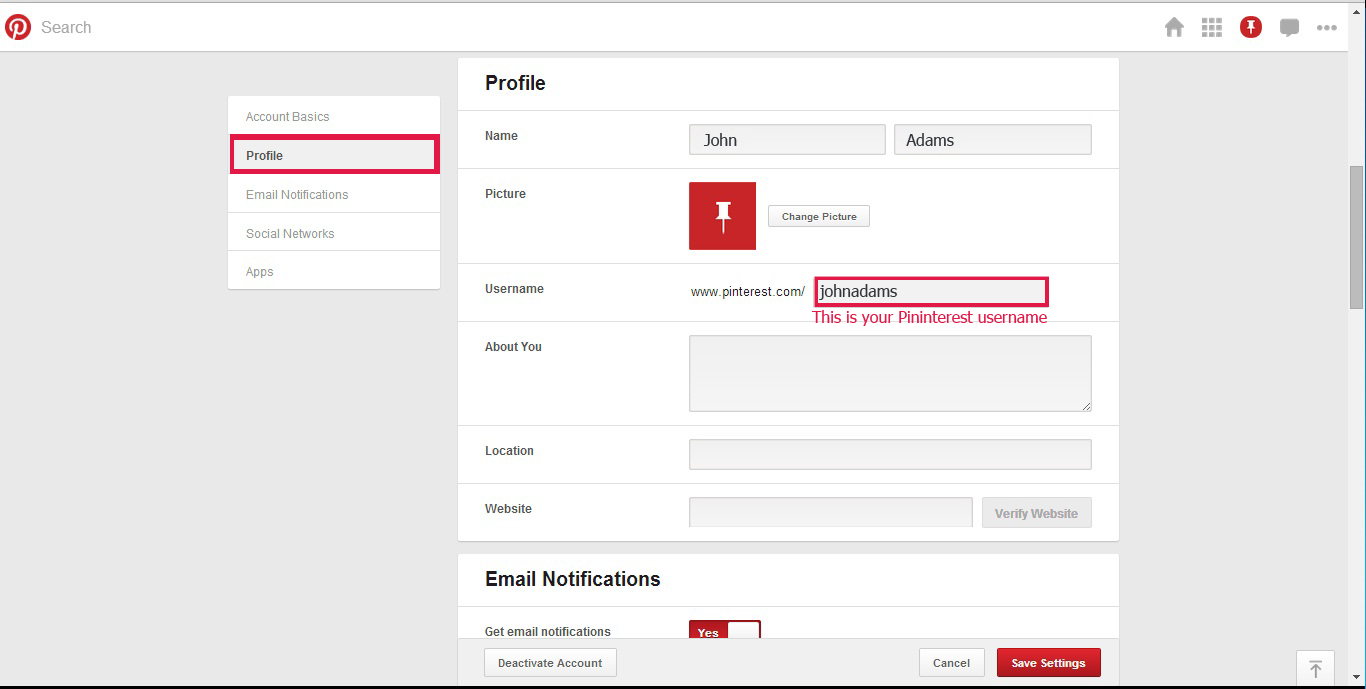 Search
Account Basics
Profile
Email Notifications
Social Networks
Apps
Profile
Name John Adams
Picture Change Picture
Username www.pinterest.com/ johnadams
This is your Pininterest username
About You
Location
Website Verify Website
Email Notifications
Get email notifications Yes
Deactivate Account Cancel Save Settings